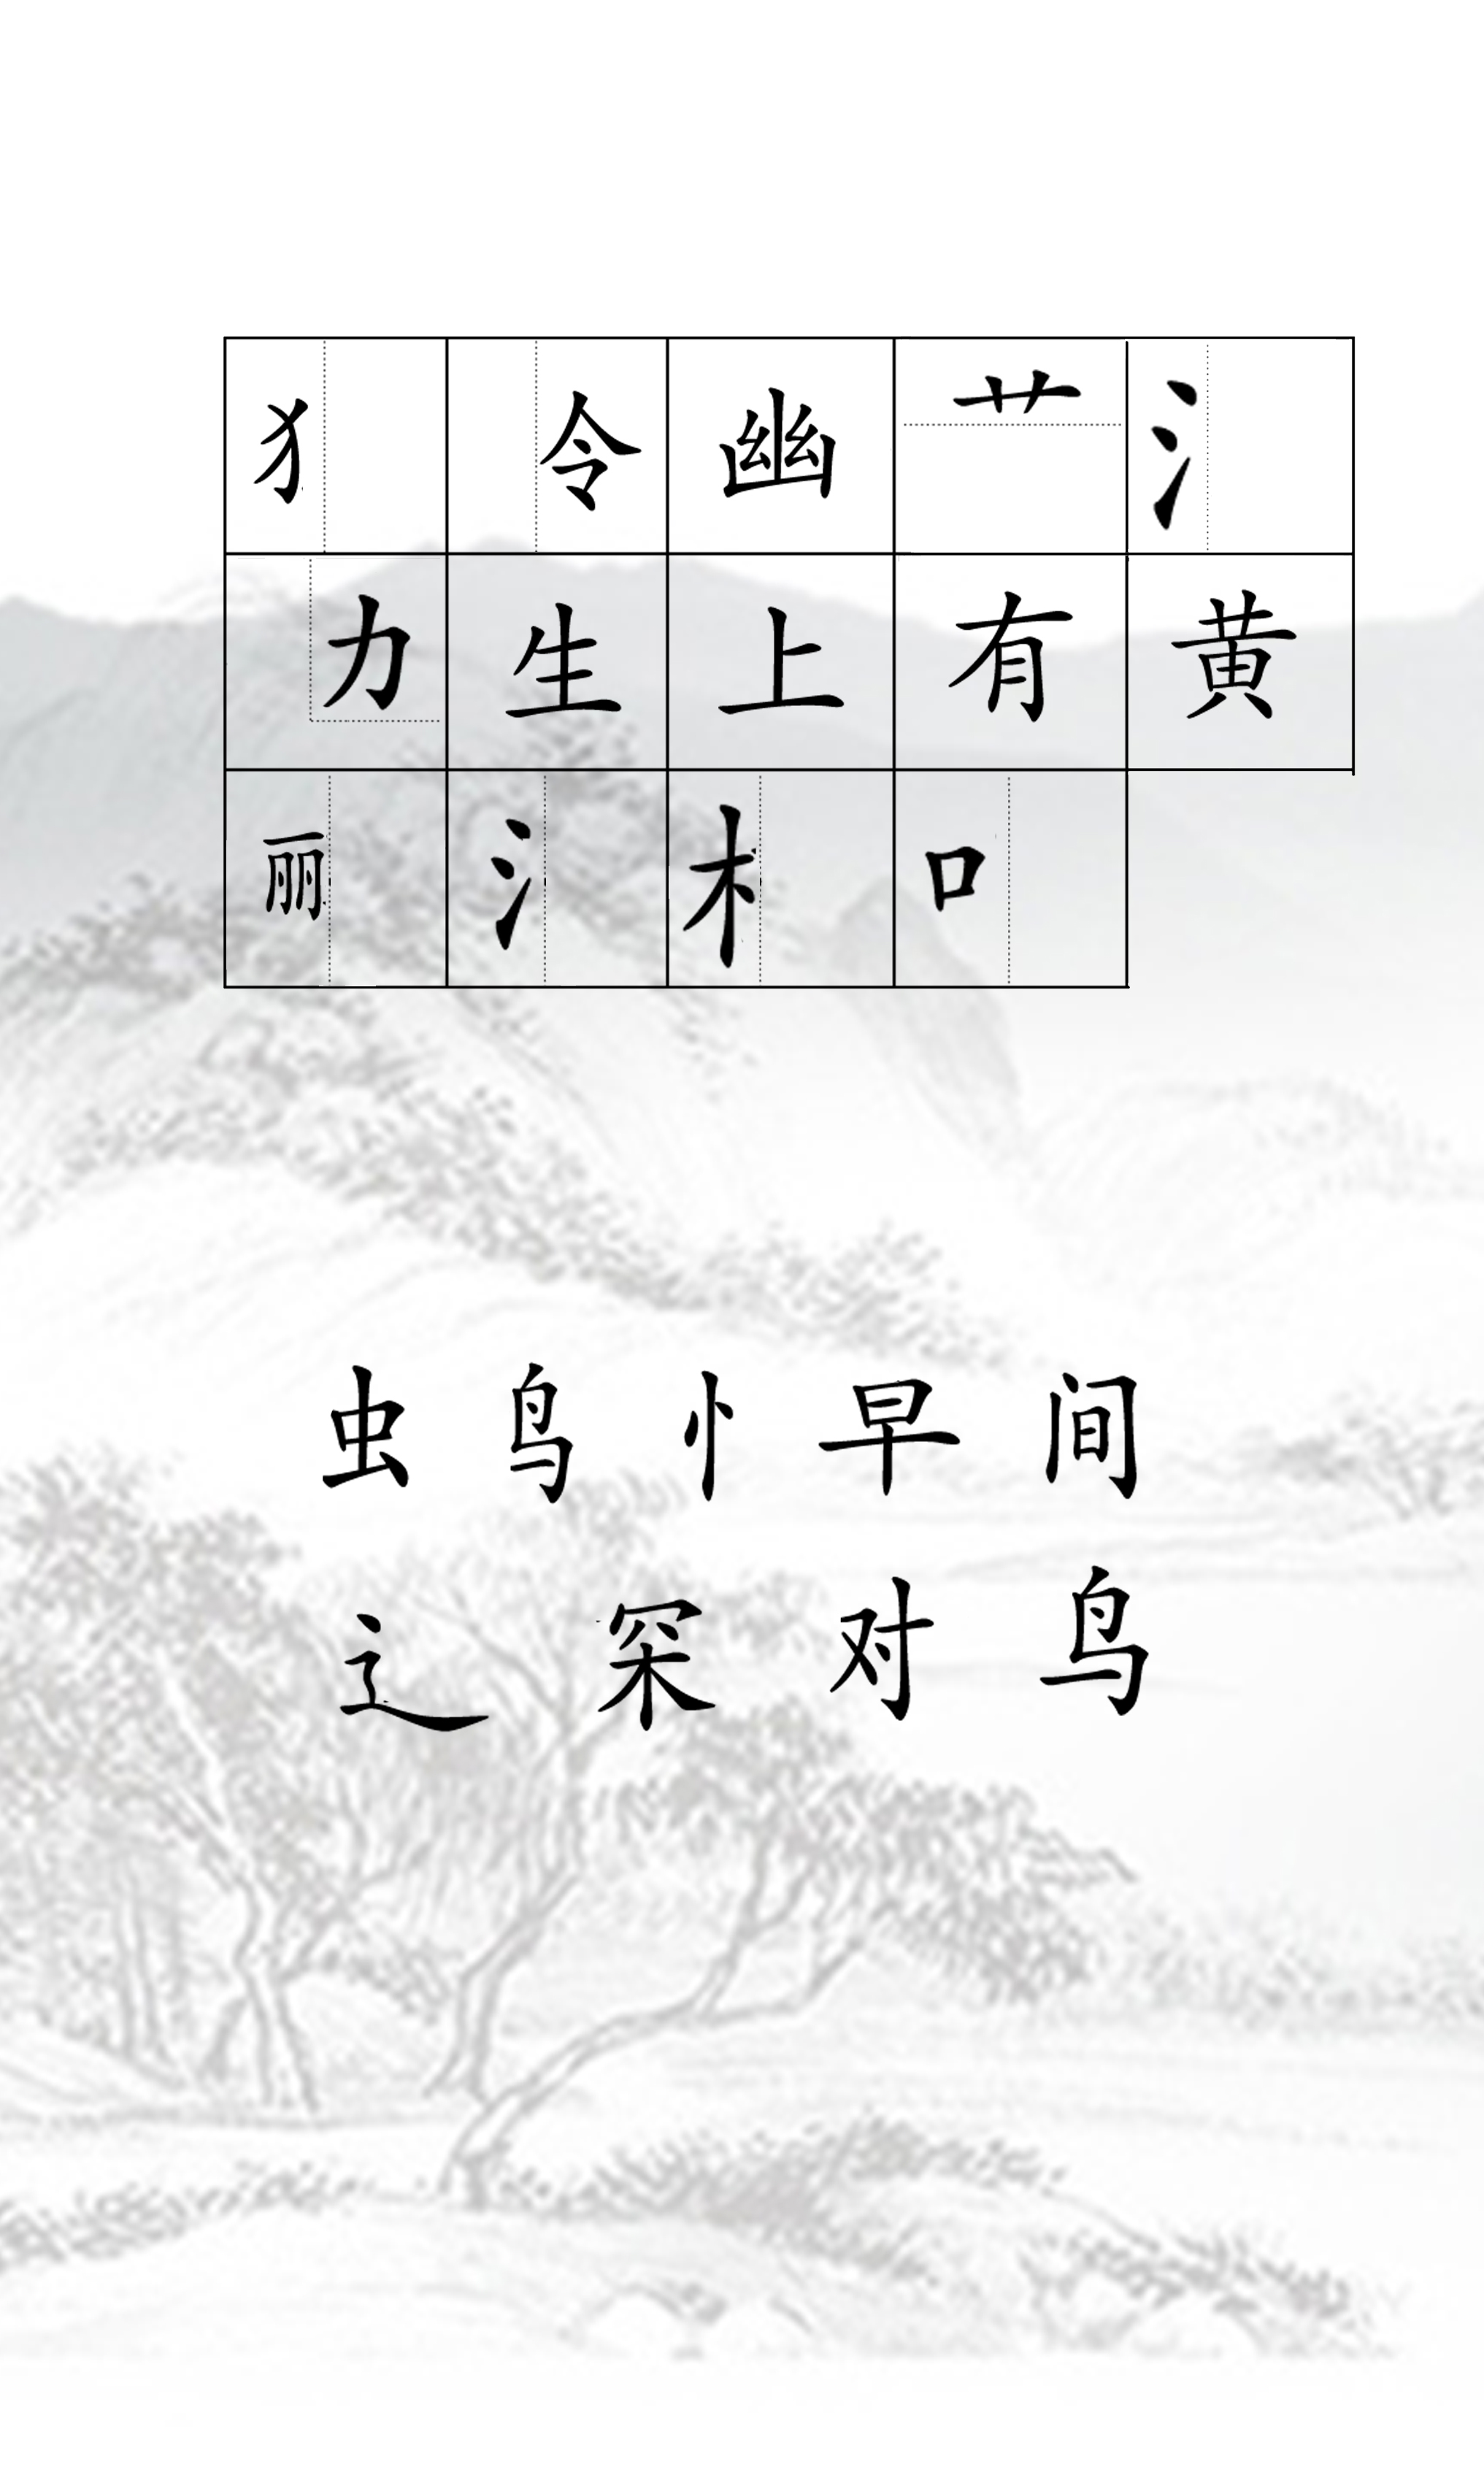 犭 令 幽 艹 氵
力 生 上 有 黄
丽 氵 木 口
虫 鸟 忄 早 间
辶 罙 对 鸟